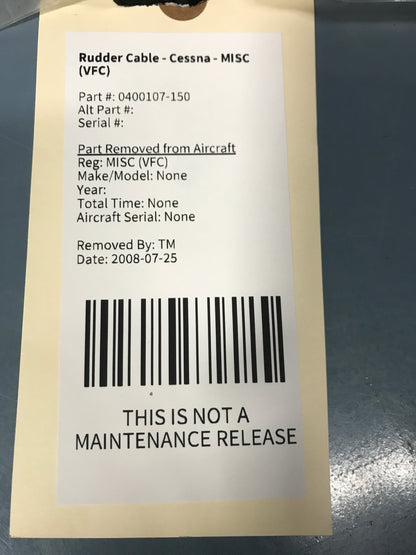 Rudder Cable - Cessna - MISC
(VFC)
Part #: 0400107-150
Alt Part #:
Serial #:
Part Removed from Aircraft
Reg: MISC (VFC)
Make/Model: None
Year:
Total Time: None
Aircraft Serial: None
Removed By: TM
Date: 2008-07-25
THIS IS NOT A
MAINTENANCE RELEASE